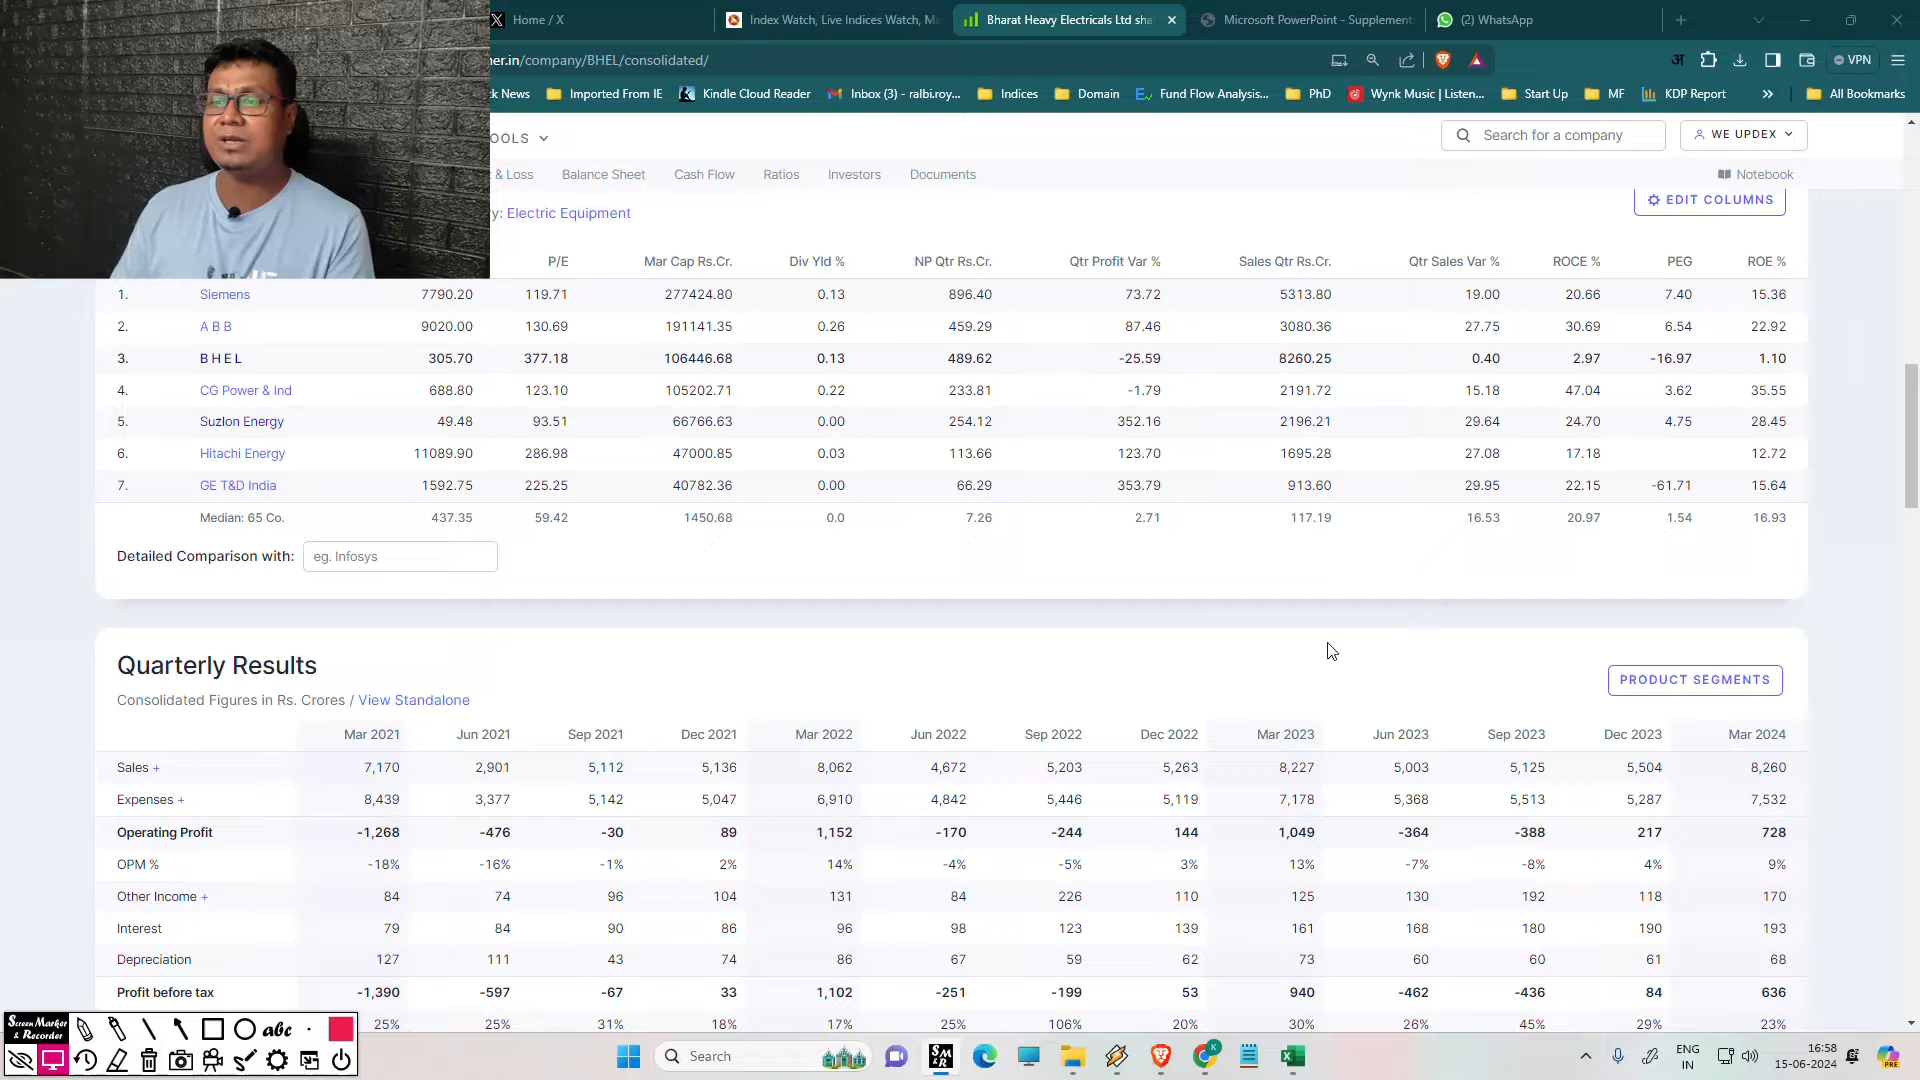 Home / X
Index Watch, Live Indices Watch, Ma
Bharat Heavy Electricals Ltd sha
Microsoft PowerPoint - Supplement
(2) WhatsApp
er.in/company/BHEL/consolidated/
VPN
ck News
Imported From IE
Kindle Cloud Reader
Inbox (3) - ralbi.roy...
Indices
Domain
Fund Flow Analysis...
PhD
Wynk Music | Listen...
Start Up
MF
KDP Report
All Bookmarks
OOLS
Search for a company
WE UPDEX
& Loss
Balance Sheet
Cash Flow
Ratios
Investors
Documents
Notebook
y: Electric Equipment
EDIT COLUMNS
P/E Mar Cap Rs.Cr. Div Yld % NP Qtr Rs.Cr. Qtr Profit Var % Sales Qtr Rs.Cr. Qtr Sales Var % ROCE % PEG ROE %
1. Siemens 7790.20 119.71 277424.80 0.13 896.40 73.72 5313.80 19.00 20.66 7.40 15.36
2. A B B 9020.00 130.69 191141.35 0.26 459.29 87.46 3080.36 27.75 30.69 6.54 22.92
3. B H E L 305.70 377.18 106446.68 0.13 489.62 -25.59 8260.25 0.40 2.97 -16.97 1.10
4. CG Power & Ind 688.80 123.10 105202.71 0.22 233.81 -1.79 2191.72 15.18 47.04 3.62 35.55
5. Suzlon Energy 49.48 93.51 66766.63 0.00 254.12 352.16 2196.21 29.64 24.70 4.75 28.45
6. Hitachi Energy 11089.90 286.98 47000.85 0.03 113.66 123.70 1695.28 27.08 17.18 12.72
7. GE T&D India 1592.75 225.25 40782.36 0.00 66.29 353.79 913.60 29.95 22.15 -61.71 15.64
Median: 65 Co. 437.35 59.42 1450.68 0.0 7.26 2.71 117.19 16.53 20.97 1.54 16.93
Detailed Comparison with: eg. Infosys
Quarterly Results
PRODUCT SEGMENTS
Consolidated Figures in Rs. Crores / View Standalone
Mar 2021 Jun 2021 Sep 2021 Dec 2021 Mar 2022 Jun 2022 Sep 2022 Dec 2022 Mar 2023 Jun 2023 Sep 2023 Dec 2023 Mar 2024
Sales + 7,170 2,901 5,112 5,136 8,062 4,672 5,203 5,263 8,227 5,003 5,125 5,504 8,260
Expenses + 8,439 3,377 5,142 5,047 6,910 4,842 5,446 5,119 7,178 5,368 5,513 5,287 7,532
Operating Profit -1,268 -476 -30 89 1,152 -170 -244 144 1,049 -364 -388 217 728
OPM % -18% -16% -1% 2% 14% -4% -5% 3% 13% -7% -8% 4% 9%
Other Income + 84 74 96 104 131 84 226 110 125 130 192 118 170
Interest 79 84 90 86 96 98 123 139 161 168 180 190 193
Depreciation 127 111 43 74 86 67 59 62 73 60 60 61 68
Profit before tax -1,390 -597 -67 33 1,102 -251 -199 53 940 -462 -436 84 636
25% 25% 31% 18% 17% 25% 106% 20% 30% 26% 45% 29% 23%
Screen Marker & Recorder
abc
Search
ENG
IN
16:58
15-06-2024